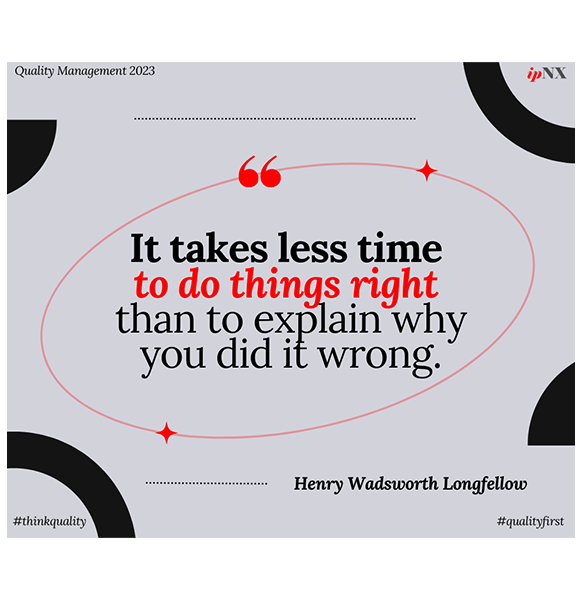 Quality Management 2023
ipNX
“
It takes less time
to do things right
than to explain why
you did it wrong.
Henry Wadsworth Longfellow
#thinkquality
#qualityfirst